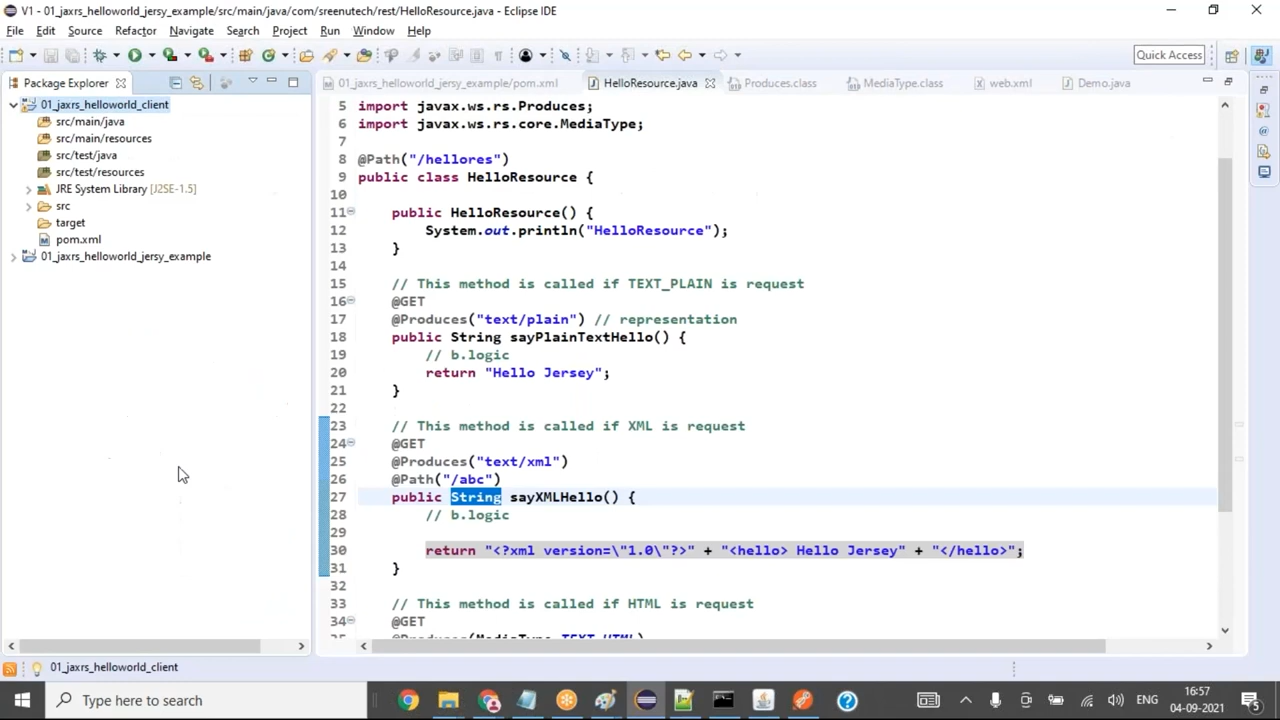 V1 - 01_jaxrs_helloworld_jersy_example/src/main/java/com/sreenutech/rest/HelloResource.java - Eclipse IDE
File Edit Source Refactor Navigate Search Project Run Window Help
Quick Access
Package Explorer
01_jaxrs_helloworld_client
src/main/java
src/main/resources
src/test/java
src/test/resources
JRE System Library [J2SE-1.5]
src
target
pom.xml
01_jaxrs_helloworld_jersy_example
01_jaxrs_helloworld_jersy_example/pom.xml HelloResource.java Produces.class MediaType.class web.xml Demo.java
5 import javax.ws.rs.Produces;
6 import javax.ws.rs.core.MediaType;
7
8 @Path("/hellores")
9 public class HelloResource {
10
11 public HelloResource() {
12 System.out.println("HelloResource");
13 }
14
15 // This method is called if TEXT_PLAIN is request
16 @GET
17 @Produces("text/plain") // representation
18 public String sayPlainTextHello() {
19 // b.logic
20 return "Hello Jersey";
21 }
22
23 // This method is called if XML is request
24 @GET
25 @Produces("text/xml")
26 @Path("/abc")
27 public String sayXMLHello() {
28 // b.logic
29
30 return "<?xml version=\"1.0\"?>" + "<hello> Hello Jersey" + "</hello>";
31 }
32
33 // This method is called if HTML is request
34 @GET
35 @Produces(MediaType.TEXT_HTML)
01_jaxrs_helloworld_client
Type here to search
ENG
16:57
04-09-2021
5